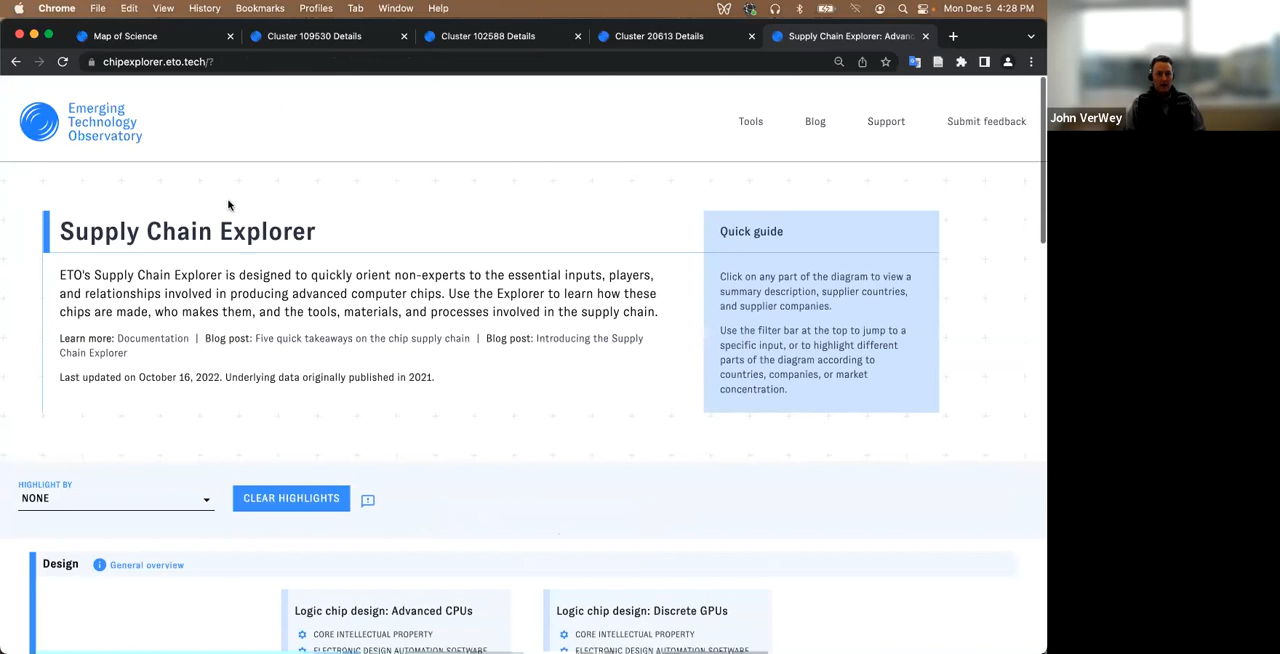 Chrome File Edit View History Bookmarks Profiles Tab Window Help Mon Dec 5 4:28 PM
Map of Science Cluster 109530 Details Cluster 102588 Details Cluster 20613 Details Supply Chain Explorer: Advanc
chipexplorer.eto.tech/?
John VerWey
Emerging
Technology
Observatory
Tools Blog Support Submit feedback
Supply Chain Explorer
ETO's Supply Chain Explorer is designed to quickly orient non-experts to the essential inputs, players,
and relationships involved in producing advanced computer chips. Use the Explorer to learn how these
chips are made, who makes them, and the tools, materials, and processes involved in the supply chain.
Learn more: Documentation | Blog post: Five quick takeaways on the chip supply chain | Blog post: Introducing the Supply
Chain Explorer
Last updated on October 16, 2022. Underlying data originally published in 2021.
Quick guide
Click on any part of the diagram to view a
summary description, supplier countries,
and supplier companies.
Use the filter bar at the top to jump to a
specific input, or to highlight different
parts of the diagram according to
countries, companies, or market
concentration.
HIGHLIGHT BY
NONE
CLEAR HIGHLIGHTS
Design General overview
Logic chip design: Advanced CPUs
CORE INTELLECTUAL PROPERTY
ELECTRONIC DESIGN AUTOMATION SOFTWARE
Logic chip design: Discrete GPUs
CORE INTELLECTUAL PROPERTY
ELECTRONIC DESIGN AUTOMATION SOFTWARE